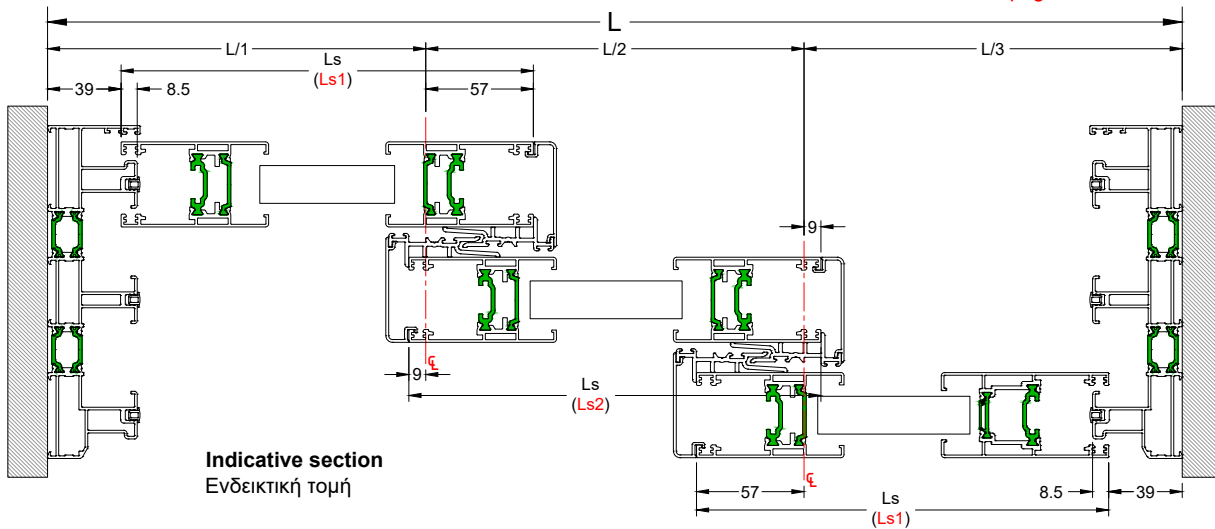 L
L/1
L/2
L/3
Ls
(Ls1)
39
8.5
57
9
9
Ls
(Ls2)
Indicative section
Ενδεικτική τομή
57
8.5
39
Ls
(Ls1)